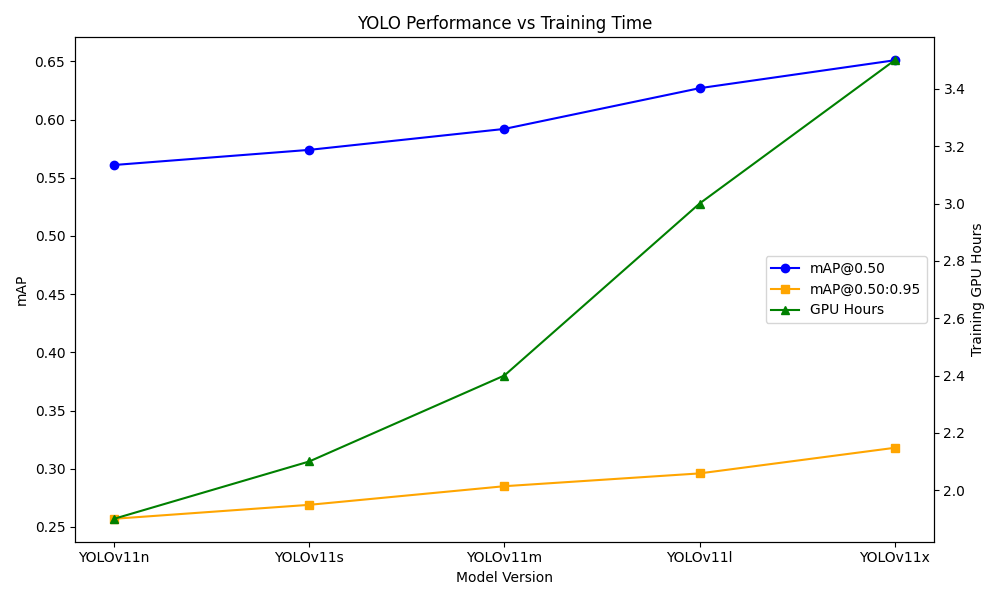 YOLO Performance vs Training Time
mAP
0.65
0.60
0.55
0.50
0.45
0.40
0.35
0.30
0.25
3.4
3.2
3.0
2.8
2.6
2.4
2.2
2.0
Training GPU Hours
mAP@0.50
mAP@0.50:0.95
GPU Hours
YOLOv11n YOLOv11s YOLOv11m YOLOv11l YOLOv11x
Model Version